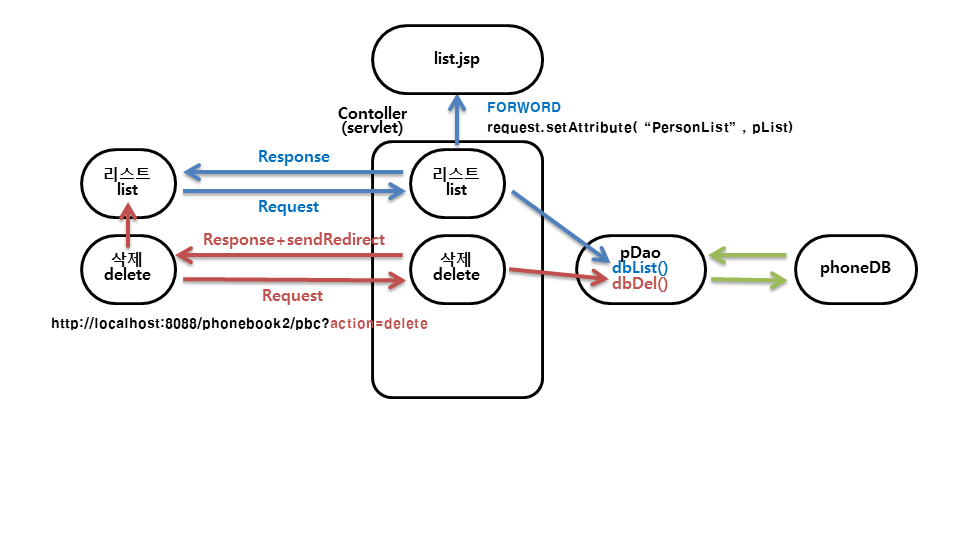 list.jsp
Contoller
(servlet)
FORWORD
request.setAttribute( “PersonList” , pList)
Response
리스트
list
리스트
list
Request
Response+sendRedirect
삭제
delete
삭제
delete
pDao
dbList()
dbDel()
phoneDB
Request
http://localhost:8088/phonebook2/pbc?action=delete